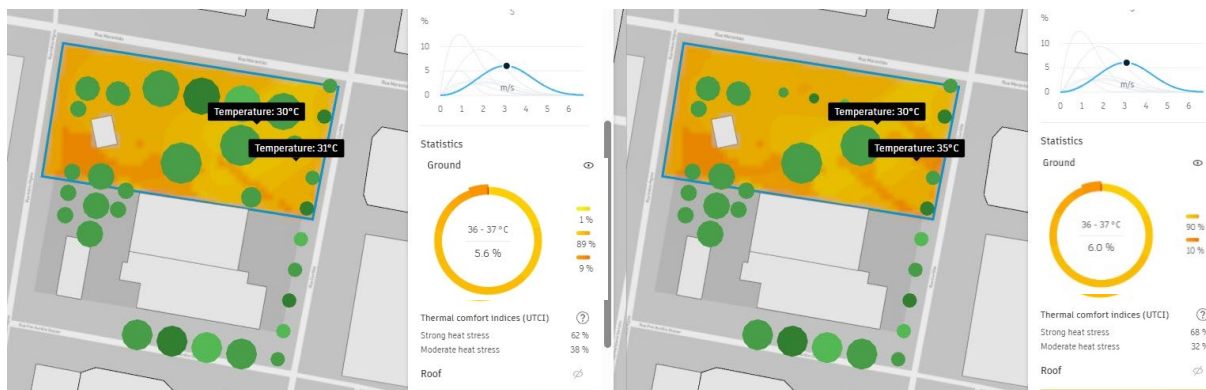 %
10
5
0
m/s
0 1 2 3 4 5 6
Temperature: 30°C
Temperature: 31°C
Statistics
Ground
36 - 37 °C
5.6 %
1 %
89 %
9 %
Thermal comfort indices (UTCI) ?
Strong heat stress 62 %
Moderate heat stress 38 %
Roof
%
10
5
0
m/s
0 1 2 3 4 5 6
Temperature: 30°C
Temperature: 35°C
Statistics
Ground
36 - 37 °C
6.0 %
90 %
10 %
Thermal comfort indices (UTCI) ?
Strong heat stress 68 %
Moderate heat stress 32 %
Roof